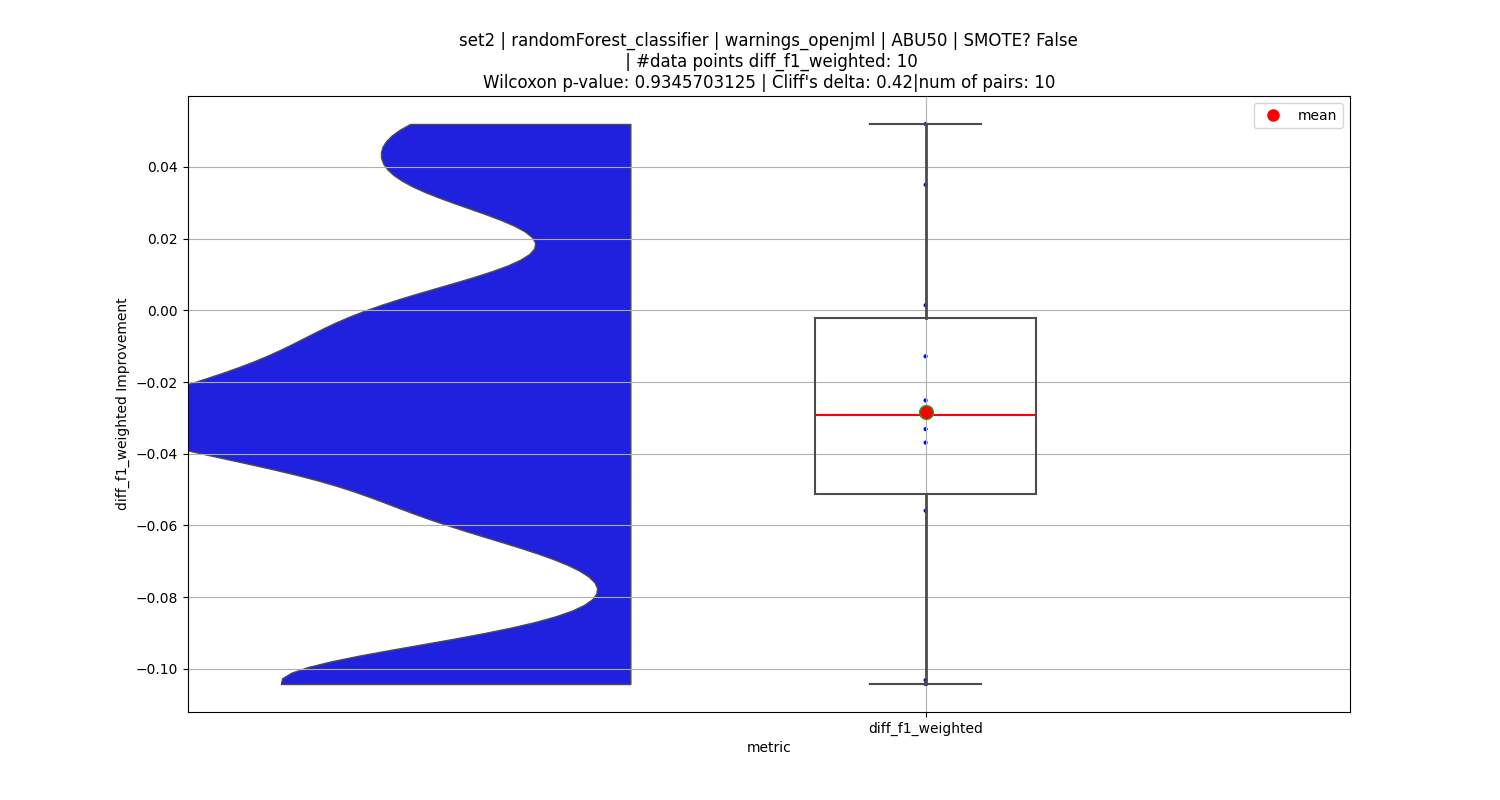 set2 | randomForest_classifier | warnings_openjml | ABU50 | SMOTE? False
| #data points diff_f1_weighted: 10
Wilcoxon p-value: 0.9345703125 | Cliff's delta: 0.42|num of pairs: 10
mean
0.04
0.02
0.00
−0.02
−0.04
−0.06
−0.08
−0.10
diff_f1_weighted Improvement
diff_f1_weighted
metric